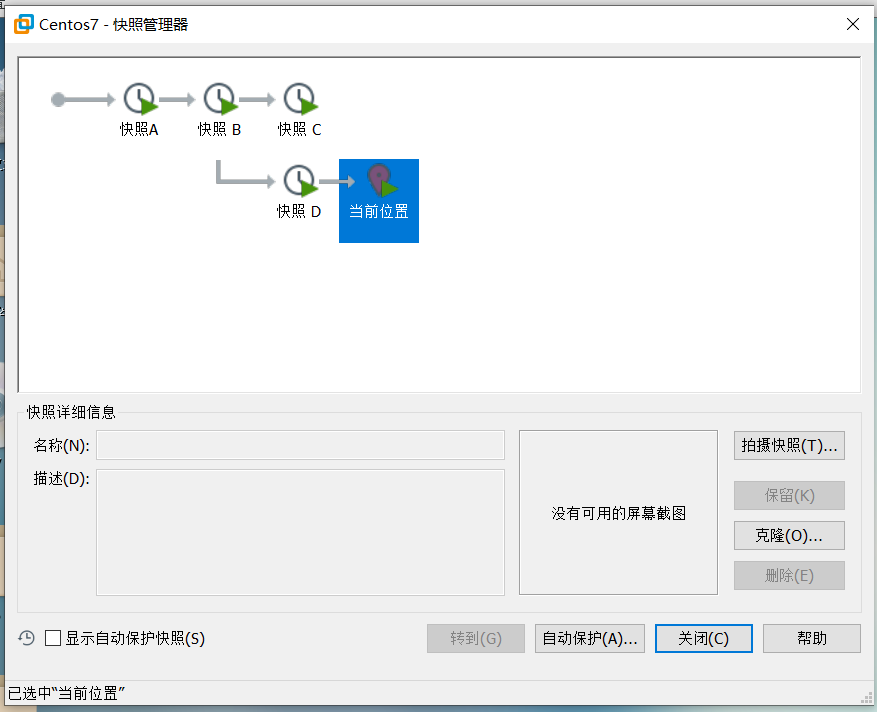 Centos7 - 快照管理器
快照A
快照 B
快照 C
快照 D
当前位置
快照详细信息
名称(N):
描述(D):
没有可用的屏幕截图
拍摄快照(T)...
保留(K)
克隆(O)...
删除(E)
显示自动保护快照(S)
转到(G)
自动保护(A)...
关闭(C)
帮助
已选中“当前位置”